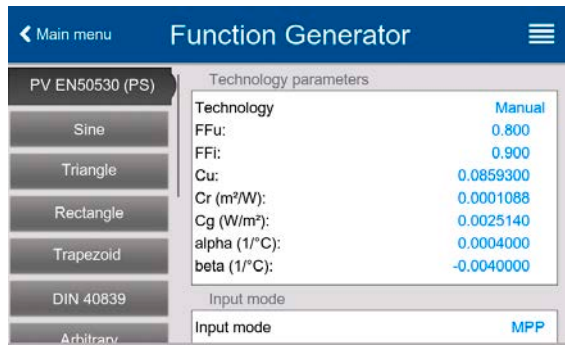 Main menu
Function Generator
PV EN50530 (PS)
Sine
Triangle
Rectangle
Trapezoid
DIN 40839
Arbitrary
Technology parameters
Technology Manual
FFu: 0.800
FFi: 0.900
Cu: 0.0859300
Cr (m²/W): 0.0001088
Cg (W/m²): 0.0025140
alpha (1/°C): 0.0004000
beta (1/°C): -0.0040000
Input mode
Input mode MPP